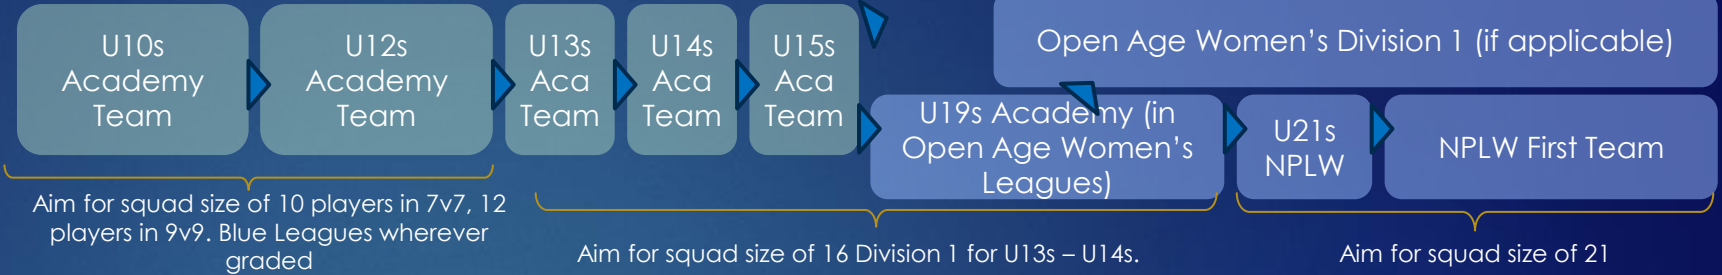 U10s
Academy
Team
U12s
Academy
Team
U13s
Aca
Team
U14s
Aca
Team
U15s
Aca
Team
Open Age Women’s Division 1 (if applicable)
U19s Academy (in
Open Age Women’s
Leagues)
U21s
NPLW
NPLW First Team
Aim for squad size of 10 players in 7v7, 12
players in 9v9. Blue Leagues wherever
graded
Aim for squad size of 16 Division 1 for U13s – U14s.
Aim for squad size of 21